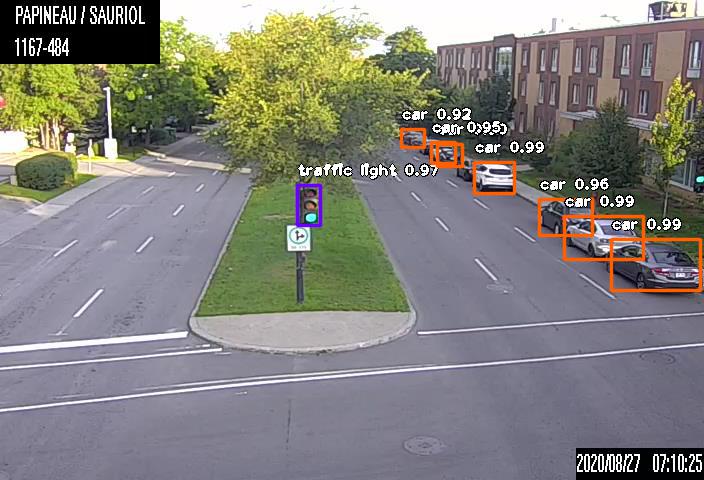 PAPINEAU / SAURIOL
1167-484
car 0.92
car 0.95
car 0.99
traffic light 0.97
car 0.96
car 0.99
car 0.99
2020/08/27 07:10:25